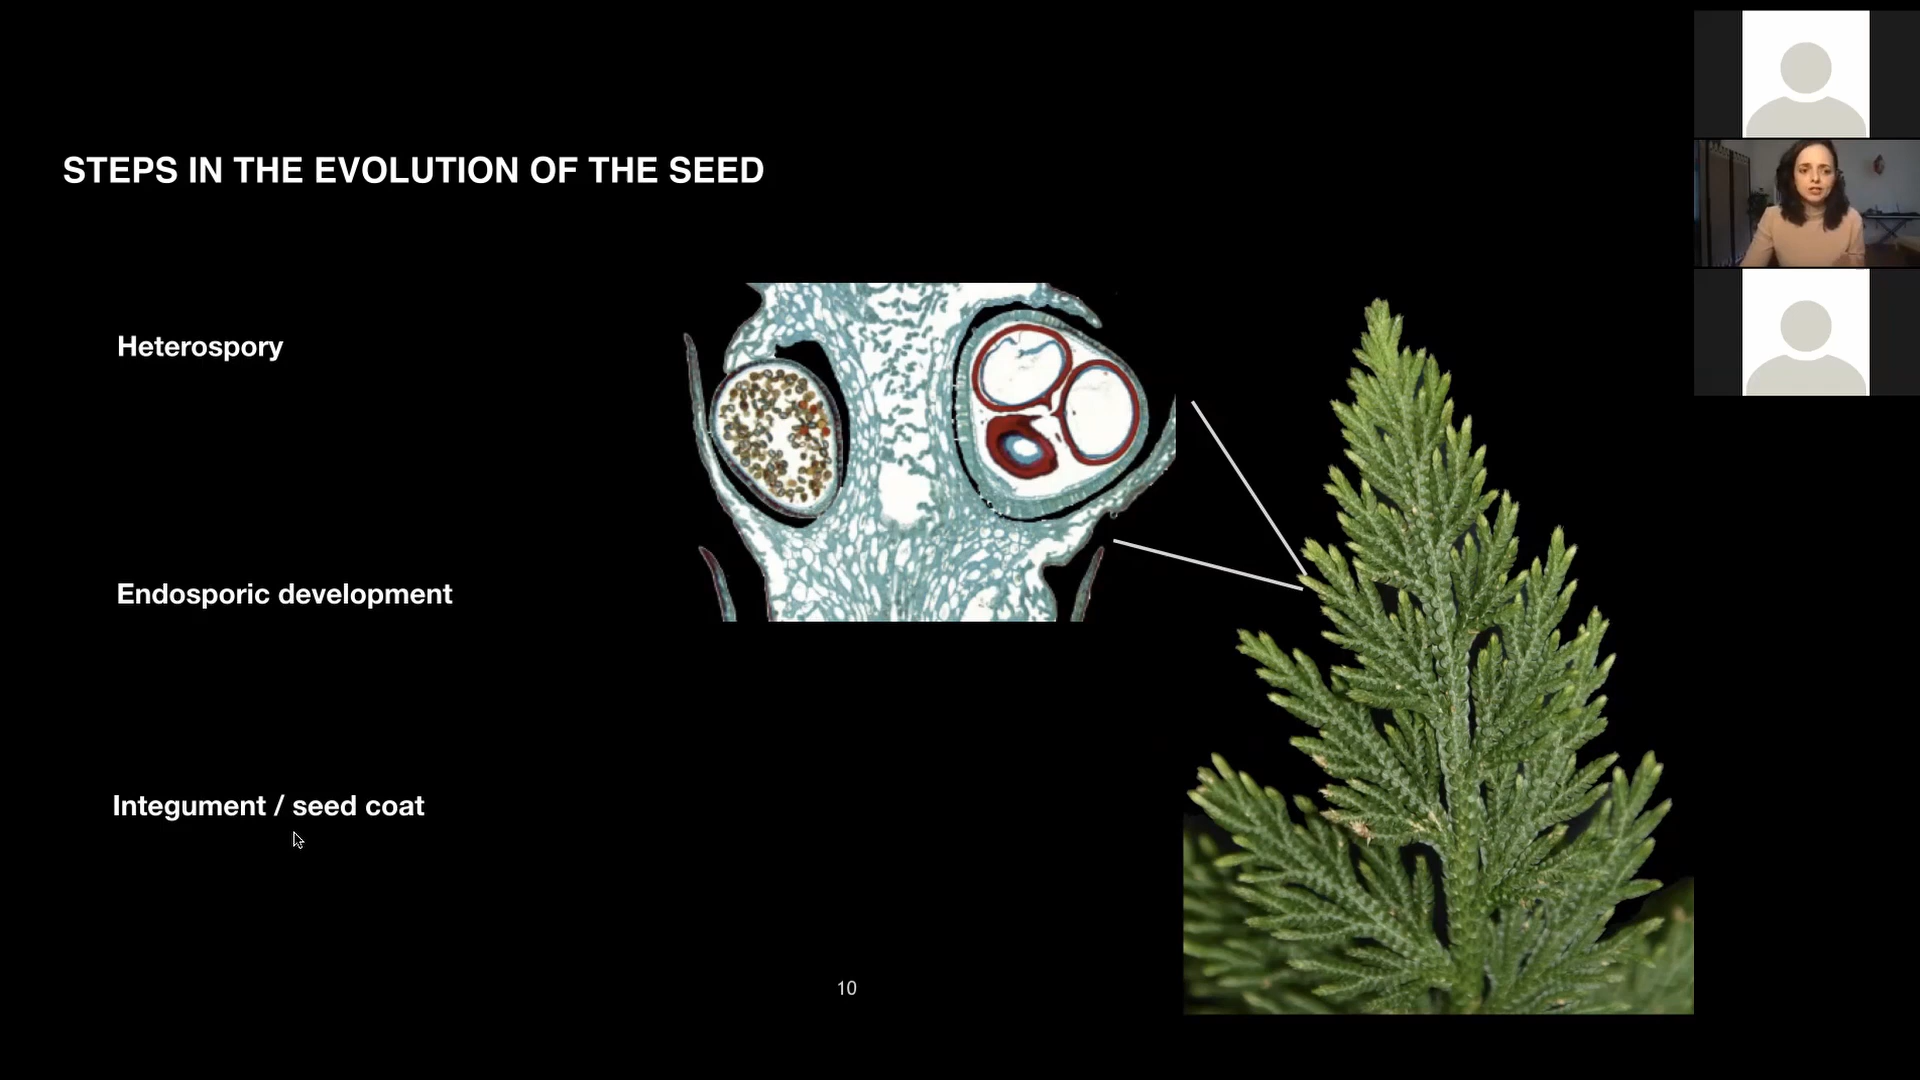 STEPS IN THE EVOLUTION OF THE SEED
Heterospory
Endosporic development
Integument / seed coat
10